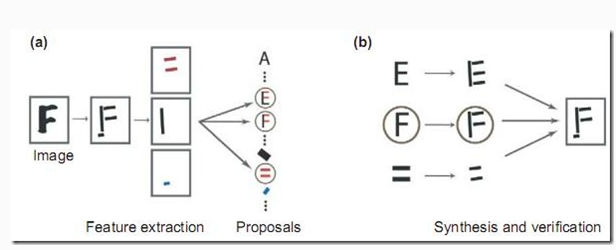 (a)
F
F
Image
Feature extraction
A
E
F
=
Proposals
(b)
E → E
F → F
= → =
F
Synthesis and verification